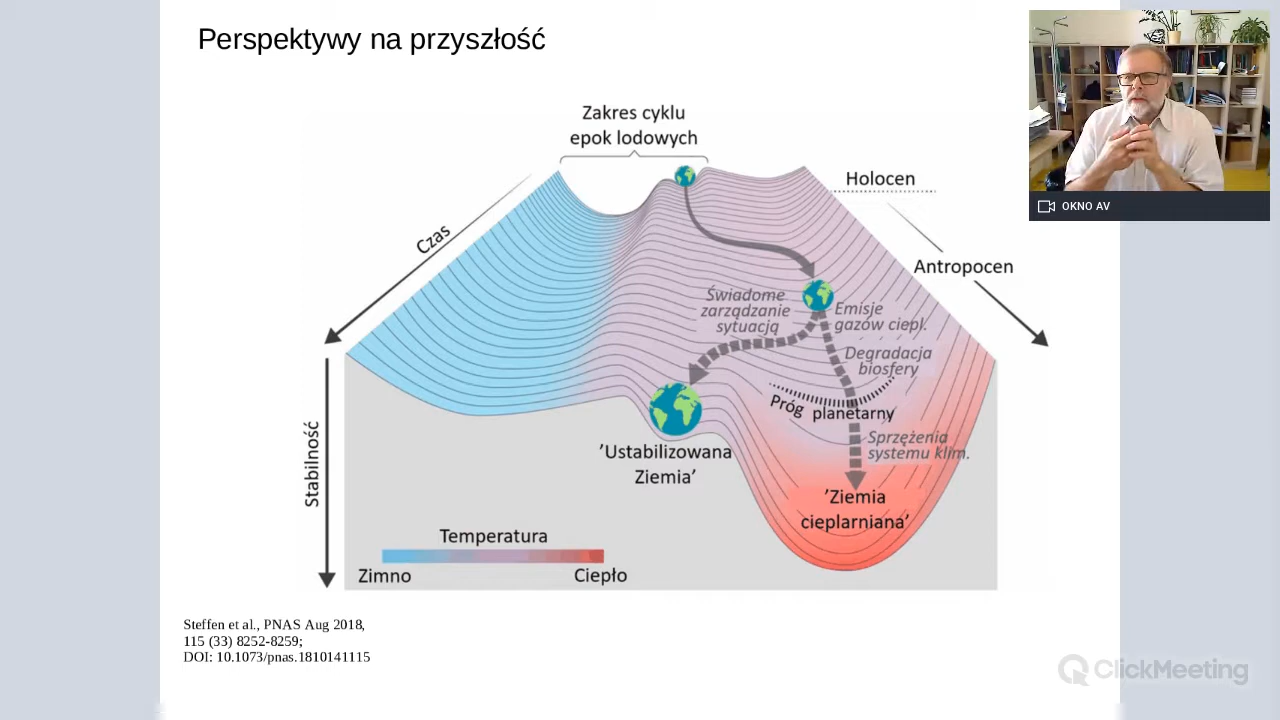 Perspektywy na przyszłość
Zakres cyklu
epok lodowych
Holocen
OKNO AV
Czas
Antropocen
Świadome
zarządzanie
sytuacją
Emisje
gazów ciepl.
Degradacja
biosfery
Próg planetarny
Sprzężenia
systemu klim.
Stabilność
’Ustabilizowana
Ziemia’
’Ziemia
cieplarniana’
Temperatura
Zimno
Ciepło
Steffen et al., PNAS Aug 2018,
115 (33) 8252-8259;
DOI: 10.1073/pnas.1810141115
ClickMeeting